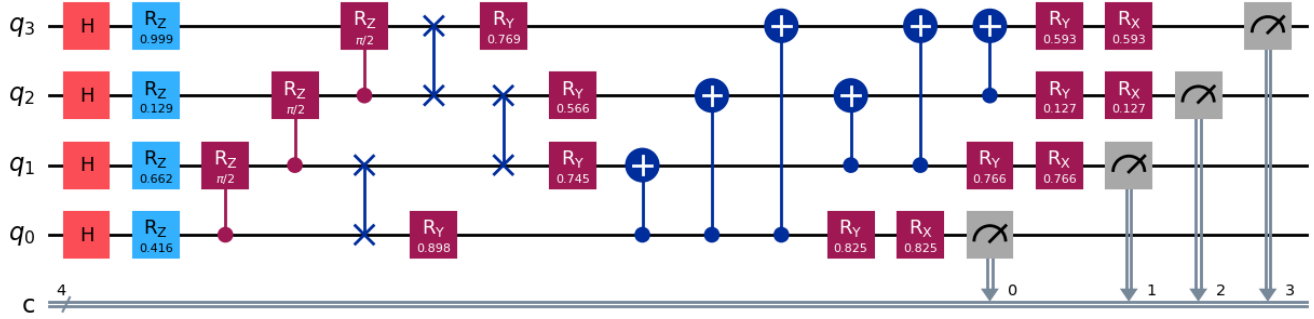 q3 H RZ 0.999 RZ π/2 RY 0.769 RY 0.593 RX 0.593
q2 H RZ 0.129 RZ π/2 RY 0.566 RY 0.127 RX 0.127
q1 H RZ 0.662 RZ π/2 RY 0.745 RY 0.766 RX 0.766
q0 H RZ 0.416 RY 0.898 RY 0.825 RX 0.825
c 4 0 1 2 3